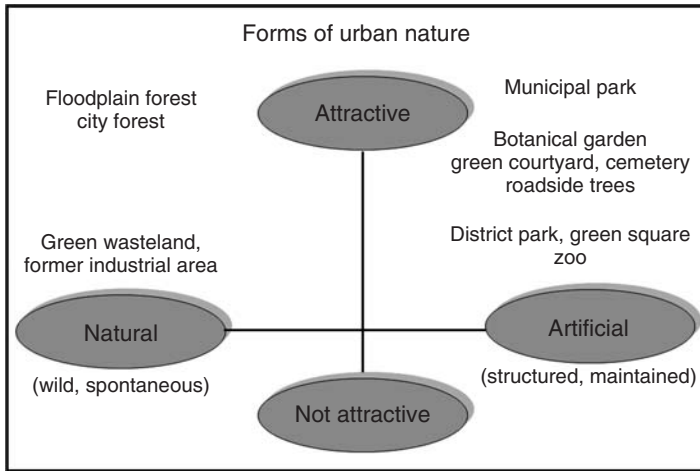 Forms of urban nature
Floodplain forest
city forest
Attractive
Municipal park
Botanical garden
green courtyard, cemetery
roadside trees
Green wasteland,
former industrial area
District park, green square
zoo
Natural
Artificial
(wild, spontaneous)
(structured, maintained)
Not attractive